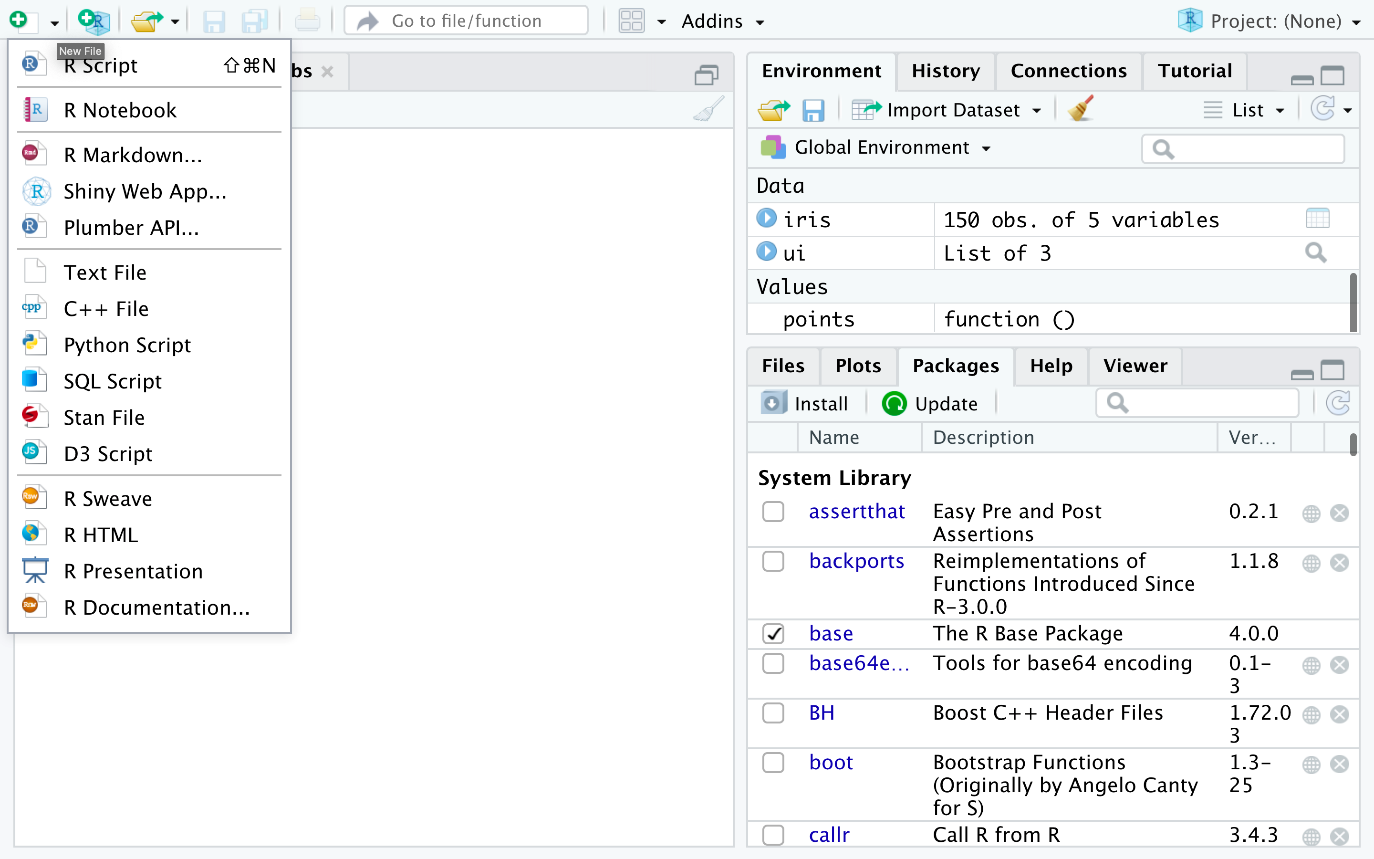 Go to file/function
Addins
Project: (None)
New File
R Script ⇧⌘N
R Notebook
R Markdown...
Shiny Web App...
Plumber API...
Text File
C++ File
Python Script
SQL Script
Stan File
D3 Script
R Sweave
R HTML
R Presentation
R Documentation...
bs
Environment History Connections Tutorial
Import Dataset List
Global Environment
Data
iris 150 obs. of 5 variables
ui List of 3
Values
points function ()
Files Plots Packages Help Viewer
Install Update
Name Description Ver...
System Library
assertthat Easy Pre and Post 0.2.1
Assertions
backports Reimplementations of 1.1.8
Functions Introduced Since
R-3.0.0
base The R Base Package 4.0.0
base64e... Tools for base64 encoding 0.1-
3
BH Boost C++ Header Files 1.72.0
3
boot Bootstrap Functions 1.3-
(Originally by Angelo Canty 25
for S)
callr Call R from R 3.4.3